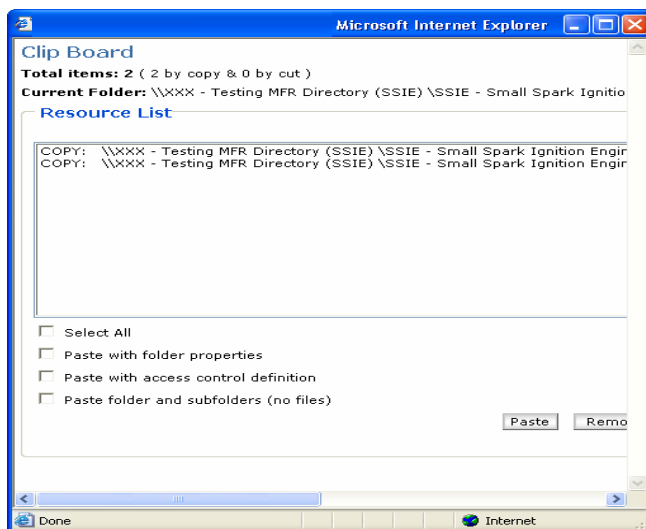 Microsoft Internet Explorer
Clip Board
Total items: 2 ( 2 by copy & 0 by cut )
Current Folder: \\XXX - Testing MFR Directory (SSIE) \SSIE - Small Spark Ignitio
Resource List
COPY: \\XXX - Testing MFR Directory (SSIE) \SSIE - Small Spark Ignition Engin
COPY: \\XXX - Testing MFR Directory (SSIE) \SSIE - Small Spark Ignition Engin
Select All
Paste with folder properties
Paste with access control definition
Paste folder and subfolders (no files)
Paste Remo
Done Internet